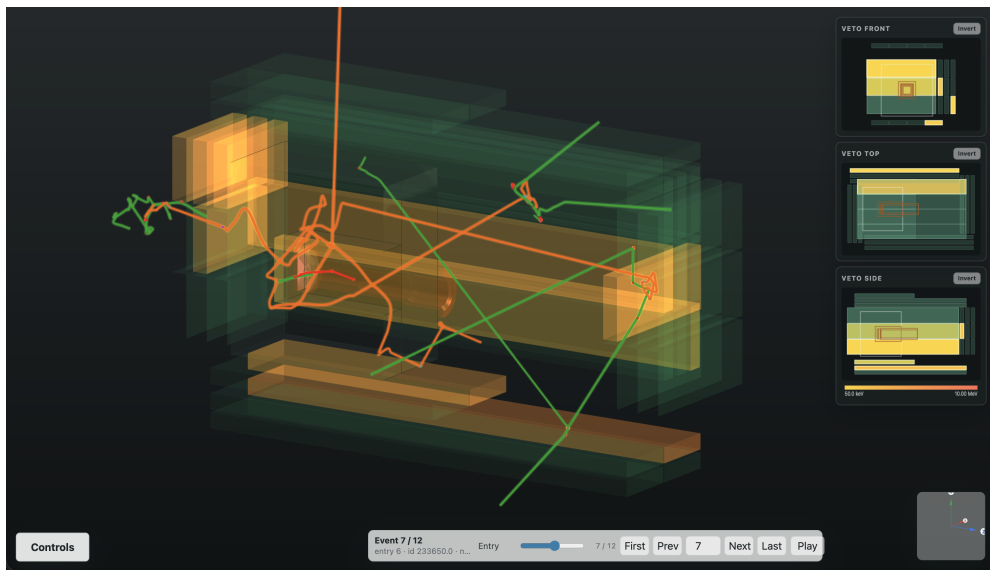 VETO FRONT Invert
VETO TOP Invert
VETO SIDE Invert
50.0 keV 10.00 MeV
Controls
Event 7 / 12
entry 6 · id 233650.0 · n...
Entry 7 / 12 First Prev 7 Next Last Play